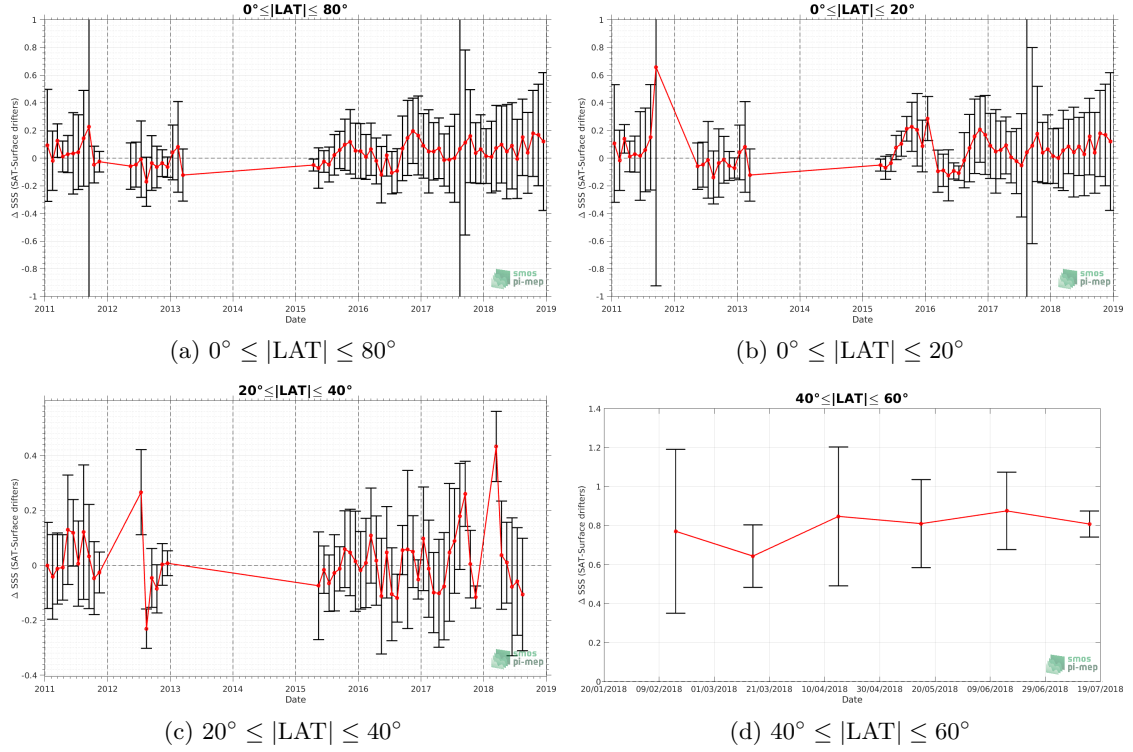 0°≤|LAT|≤ 80°
1
0.8
0.6
0.4
0.2
0
-0.2
-0.4
-0.6
-0.8
-1
Δ SSS (SAT-Surface drifters)
2011 2012 2013 2014 2015 2016 2017 2018 2019
Date
smos
pi-mep
(a) 0° ≤ |LAT| ≤ 80°
0°≤|LAT|≤ 20°
1
0.8
0.6
0.4
0.2
0
-0.2
-0.4
-0.6
-0.8
-1
Δ SSS (SAT-Surface drifters)
2011 2012 2013 2014 2015 2016 2017 2018 2019
Date
smos
pi-mep
(b) 0° ≤ |LAT| ≤ 20°
20°≤|LAT|≤ 40°
0.4
0.2
0
-0.2
-0.4
Δ SSS (SAT-Surface drifters)
2011 2012 2013 2014 2015 2016 2017 2018 2019
Date
smos
pi-mep
(c) 20° ≤ |LAT| ≤ 40°
40°≤|LAT|≤ 60°
1.4
1.2
1
0.8
0.6
0.4
0.2
0
Δ SSS (SAT-Surface drifters)
20/01/2018 09/02/2018 01/03/2018 21/03/2018 10/04/2018 30/04/2018 20/05/2018 09/06/2018 29/06/2018 19/07/2018
Date
smos
pi-mep
(d) 40° ≤ |LAT| ≤ 60°